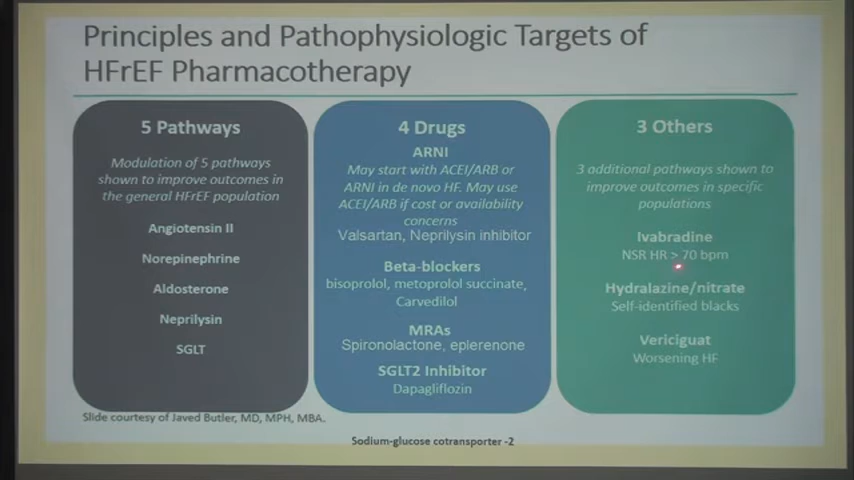 Principles and Pathophysiologic Targets of
HFrEF Pharmacotherapy
5 Pathways
Modulation of 5 pathways
shown to improve outcomes in
the general HFrEF population
Angiotensin II
Norepinephrine
Aldosterone
Neprilysin
SGLT
4 Drugs
ARNI
May start with ACEI/ARB or
ARNI in de novo HF. May use
ACEI/ARB if cost or availability
concerns
Valsartan, Neprilysin inhibitor
Beta-blockers
bisoprolol, metoprolol succinate,
Carvedilol
MRAs
Spironolactone, eplerenone
SGLT2 Inhibitor
Dapagliflozin
3 Others
3 additional pathways shown to
improve outcomes in specific
populations
Ivabradine
NSR HR > 70 bpm
Hydralazine/nitrate
Self-identified blacks
Vericiguat
Worsening HF
Slide courtesy of Javed Butler, MD, MPH, MBA.
Sodium-glucose cotransporter -2